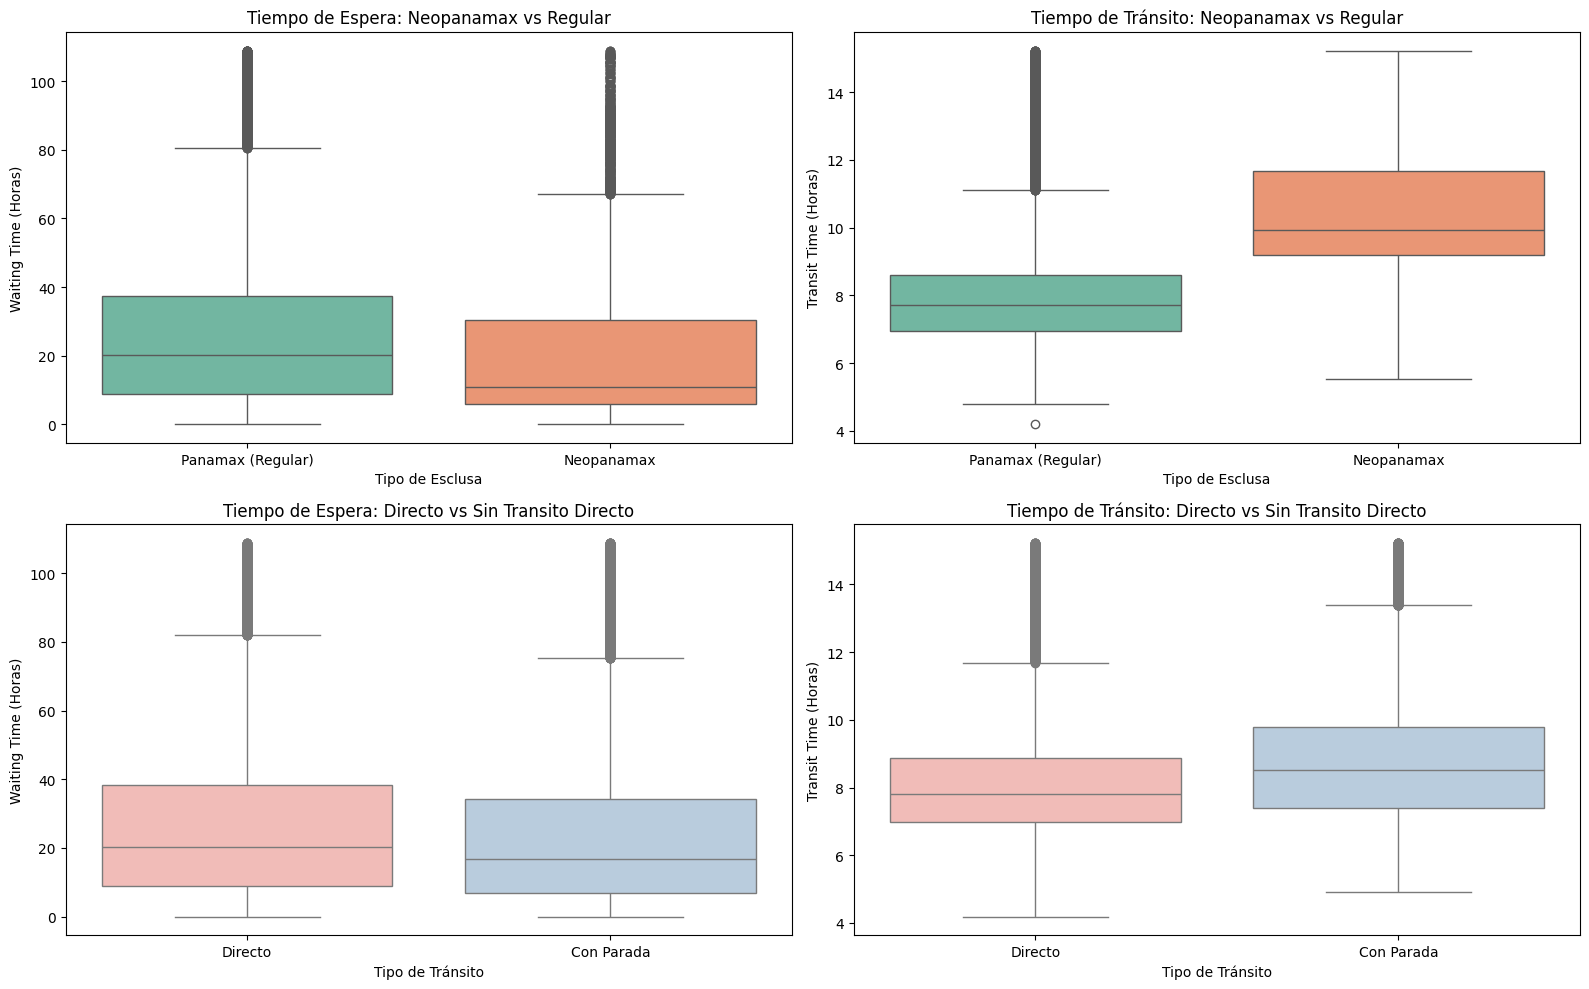 Tiempo de Espera: Neopanamax vs Regular
Waiting Time (Horas)
100
80
60
40
20
0
Panamax (Regular)
Neopanamax
Tipo de Esclusa
Tiempo de Tránsito: Neopanamax vs Regular
Transit Time (Horas)
14
12
10
8
6
4
Panamax (Regular)
Neopanamax
Tipo de Esclusa
Tiempo de Espera: Directo vs Sin Transito Directo
Waiting Time (Horas)
100
80
60
40
20
0
Directo
Con Parada
Tipo de Tránsito
Tiempo de Tránsito: Directo vs Sin Transito Directo
Transit Time (Horas)
14
12
10
8
6
4
Directo
Con Parada
Tipo de Tránsito